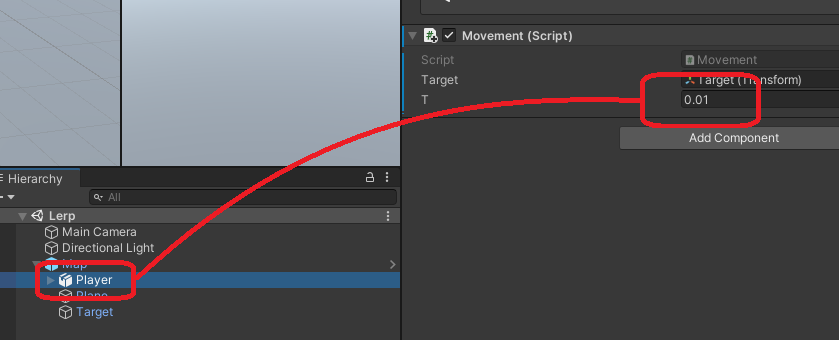 Movement (Script)
Script
Movement
Target
Target (Transform)
T
0.01
Add Component
Hierarchy
All
Lerp
Main Camera
Directional Light
Map
Player
Plane
Target